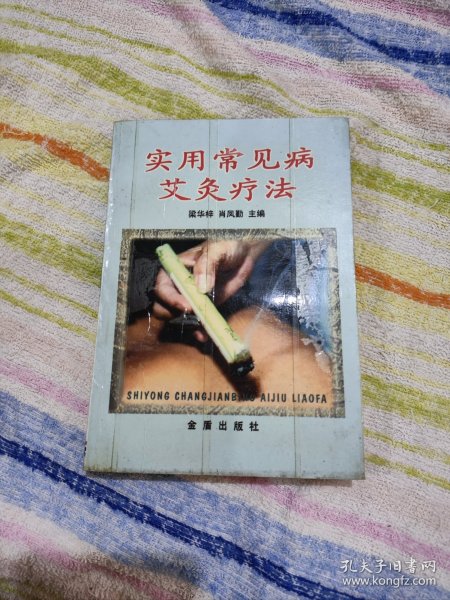 实用常见病
艾灸疗法
梁华梓 肖凤勤 主编
SHIYONG CHANGJIANB AIJIU LIAOFA
金盾出版社
孔夫子旧书网
www.kongfz.com